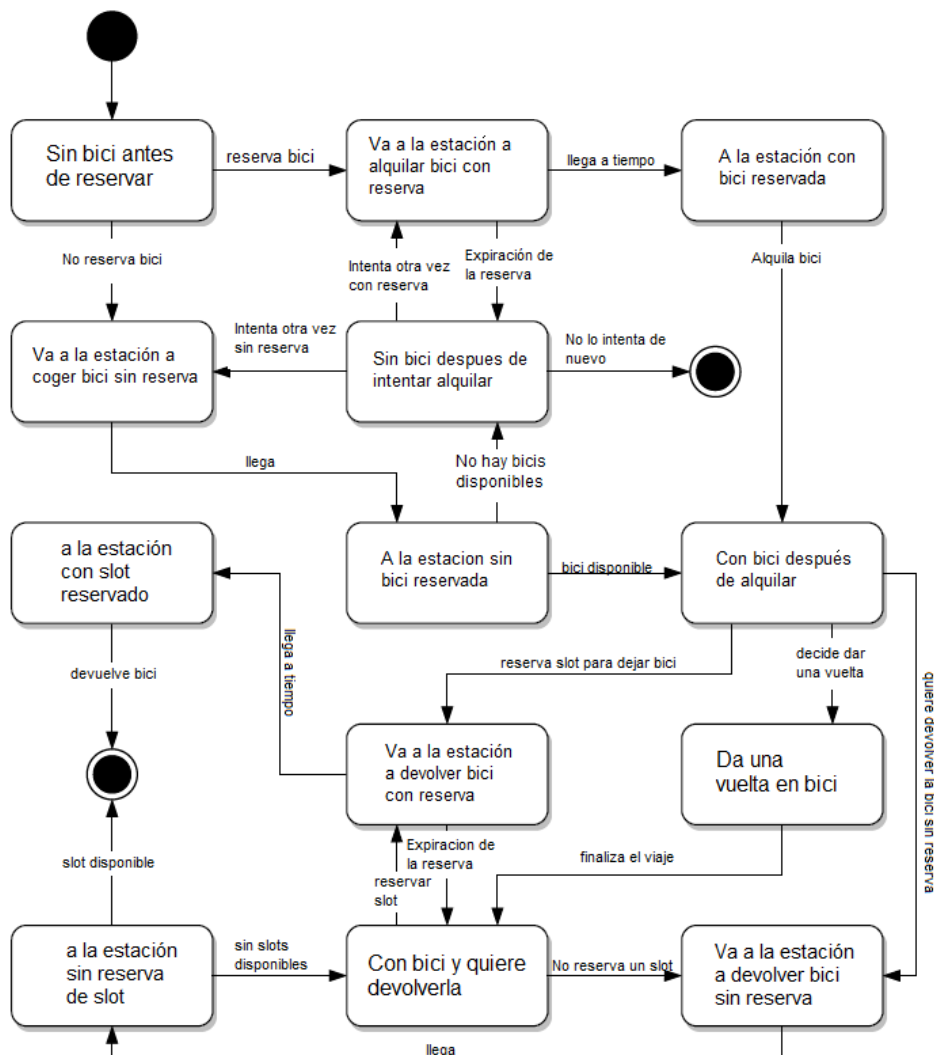 Sin bici antes
de reservar
reserva bici
Va a la estación a
alquilar bici con
reserva
llega a tiempo
A la estación con
bici reservada
No reserva bici
Intenta otra vez
con reserva
Expiración de
la reserva
Alquila bici
Va a la estación a
coger bici sin reserva
Intenta otra vez
sin reserva
Sin bici despues de
intentar alquilar
No lo intenta de
nuevo
llega
No hay bicis
disponibles
a la estación
con slot
reservado
A la estacion sin
bici reservada
bici disponible
Con bici después
de alquilar
devuelve bici
llega a tiempo
reserva slot para dejar bici
decide dar
una vuelta
quiere devolver la bici sin reserva
Va a la estación
a devolver bici
con reserva
Da una
vuelta en bici
slot disponible
Expiracion de
la reserva
reservar
slot
finaliza el viaje
a la estación
sin reserva
de slot
sin slots
disponibles
Con bici y quiere
devolverla
No reserva un slot
Va a la estación
a devolver bici
sin reserva
llega